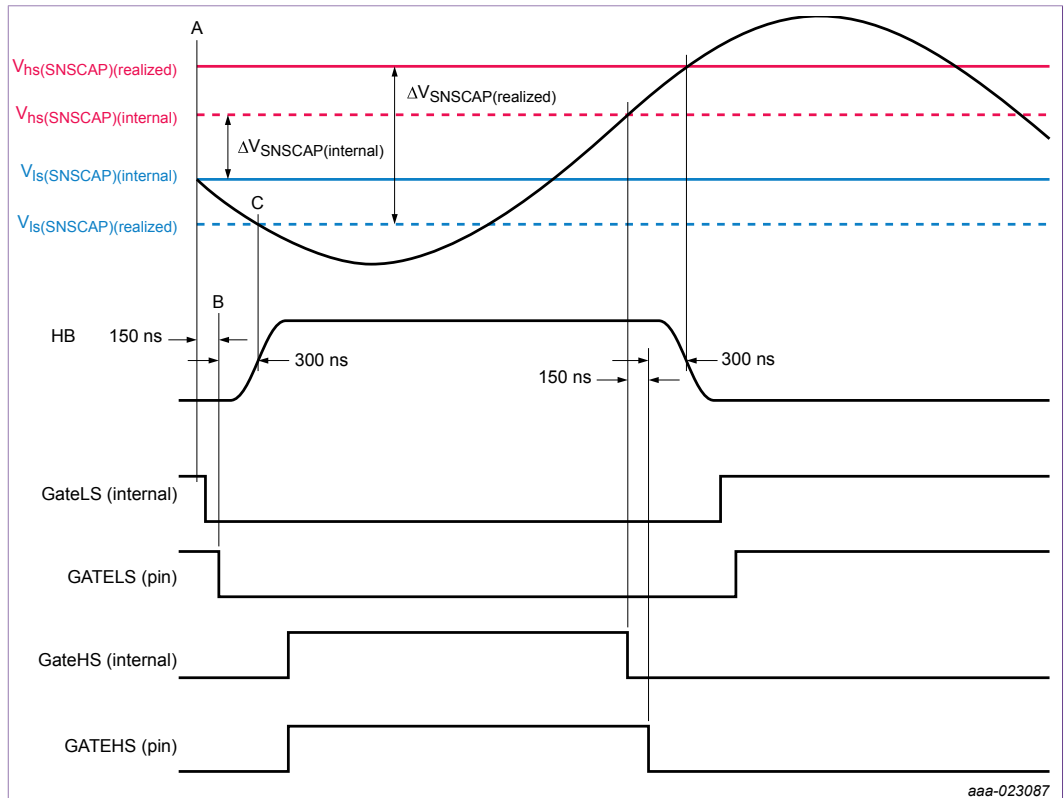 A
Vhs(SNSCAP)(realized)
ΔVSNSCAP(realized)
Vhs(SNSCAP)(internal)
ΔVSNSCAP(internal)
Vls(SNSCAP)(internal)
C
Vls(SNSCAP)(realized)
B
HB 150 ns
300 ns
300 ns
150 ns
GateLS (internal)
GATELS (pin)
GateHS (internal)
GATEHS (pin)
aaa-023087